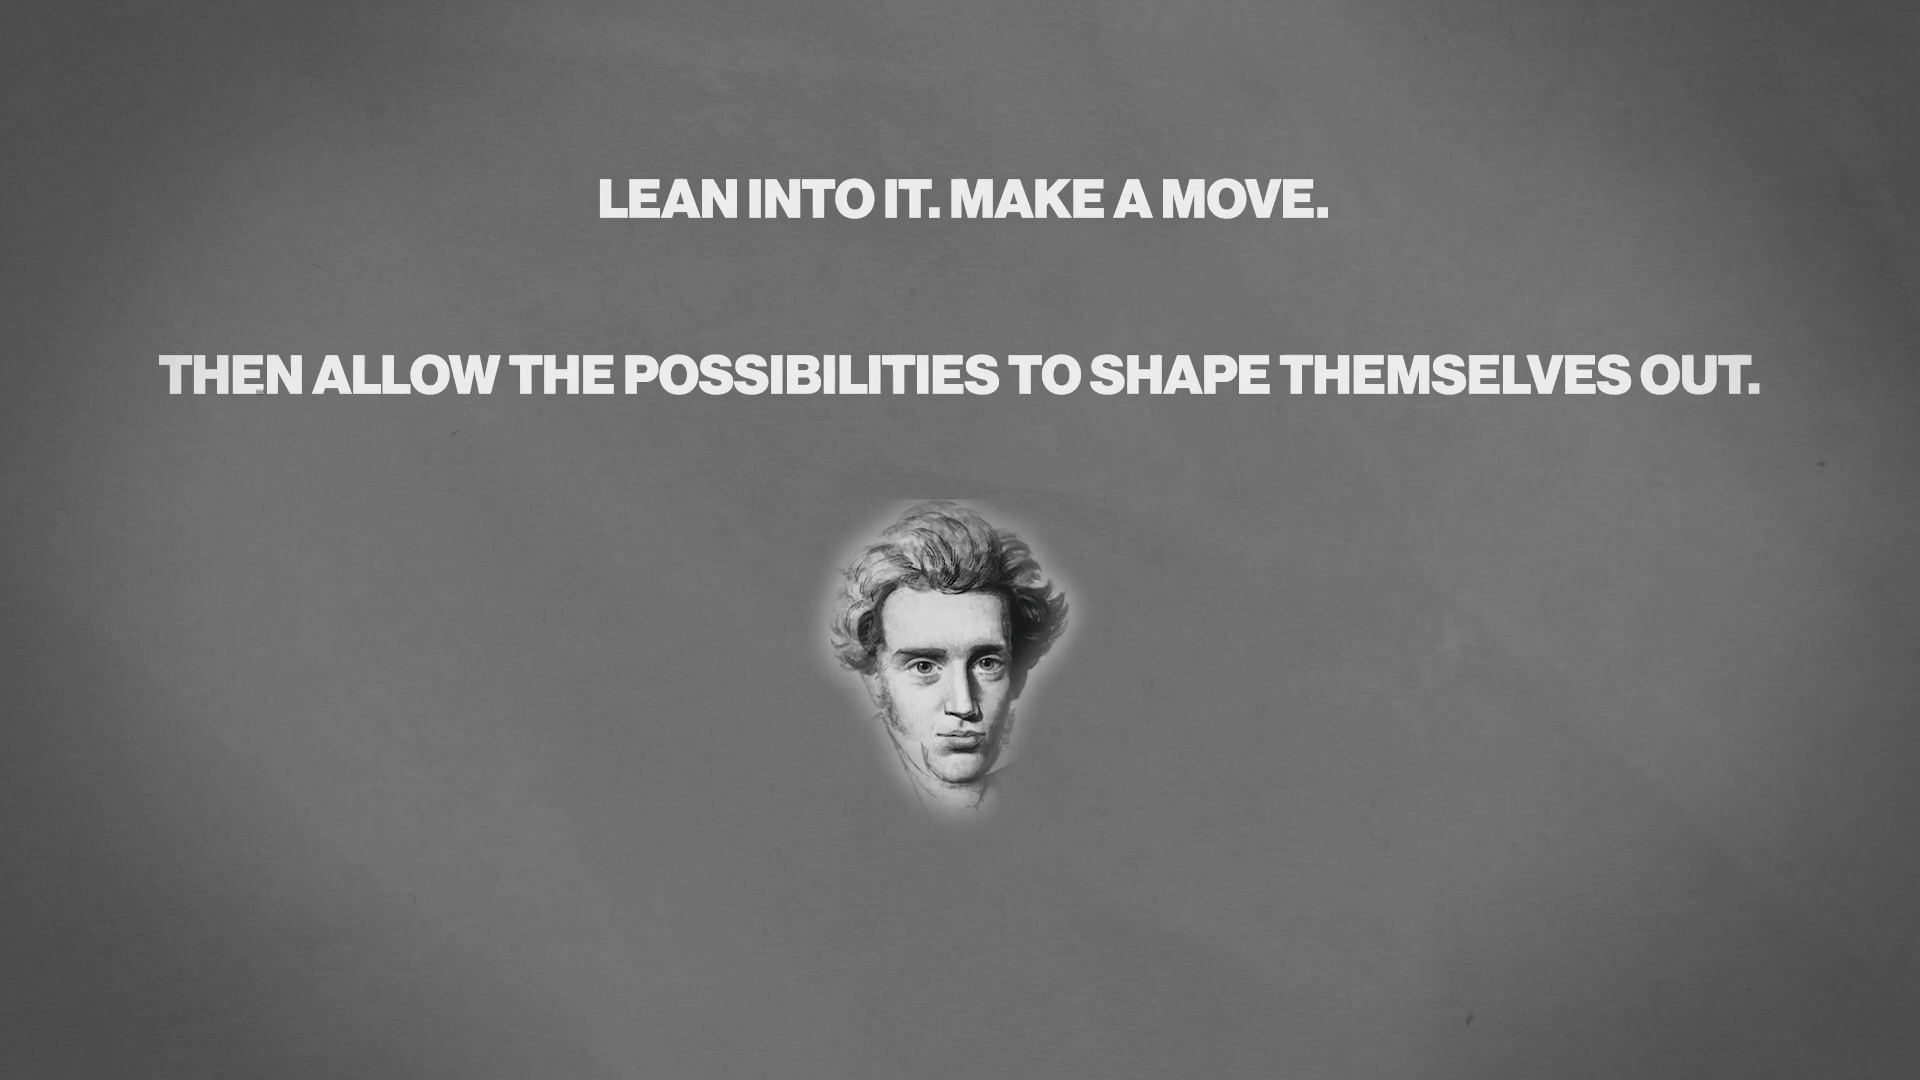 LEAN INTO IT. MAKE A MOVE.
THEN ALLOW THE POSSIBILITIES TO SHAPE THEMSELVES OUT.